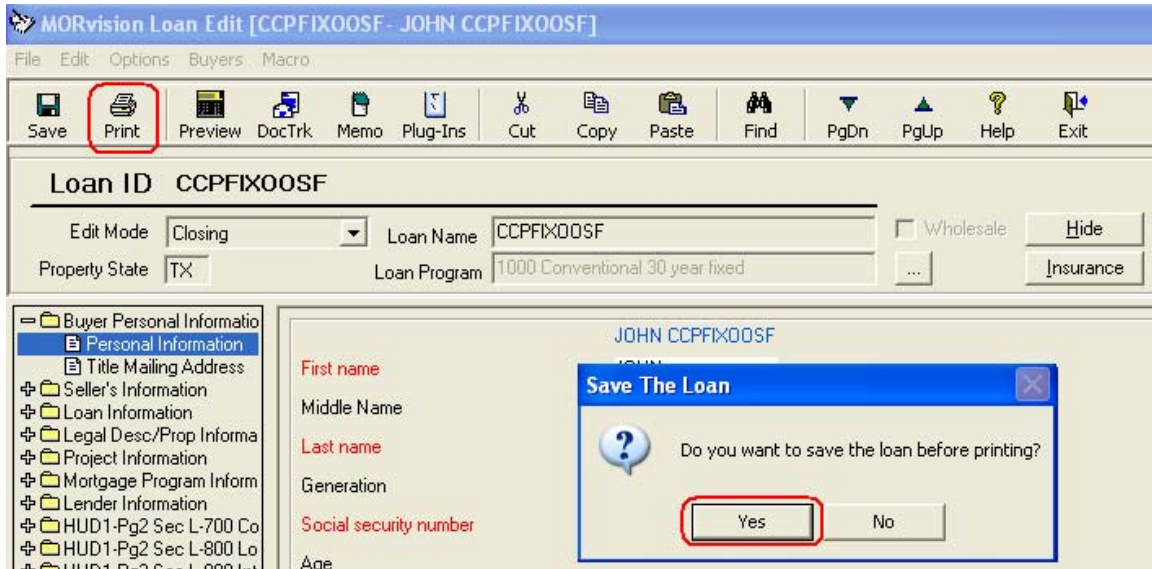 MORvision Loan Edit [CCPFIXOOSF- JOHN CCPFIXOOSF]
File Edit Options Buyers Macro
Save Print Preview DocTrk Memo Plug-Ins Cut Copy Paste Find PgDn PgUp Help Exit
Loan ID CCPFIXOOSF
Edit Mode Closing Loan Name CCPFIXOOSF Wholesale Hide
Property State TX Loan Program 1000 Conventional 30 year fixed ... Insurance
Buyer Personal Informatio
Personal Information
Title Mailing Address
Seller's Information
Loan Information
Legal Desc/Prop Informa
Project Information
Mortgage Program Inform
Lender Information
HUD1-Pg2 Sec L-700 Co
HUD1-Pg2 Sec L-800 Lo
JOHN CCPFIXOOSF
First name
Middle Name
Last name
Generation
Social security number
Age
Save The Loan
Do you want to save the loan before printing?
Yes No